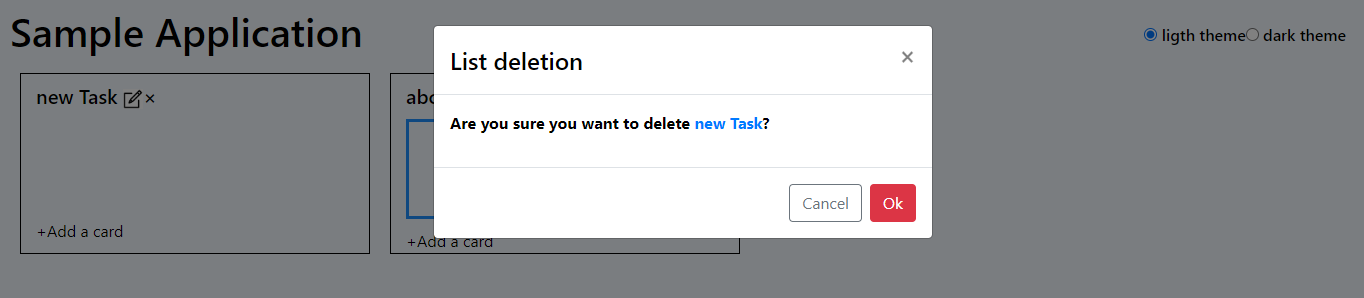 Sample Application
ligth theme dark theme
List deletion ×
new Task ×
Are you sure you want to delete new Task?
Cancel Ok
+Add a card
+Add a card